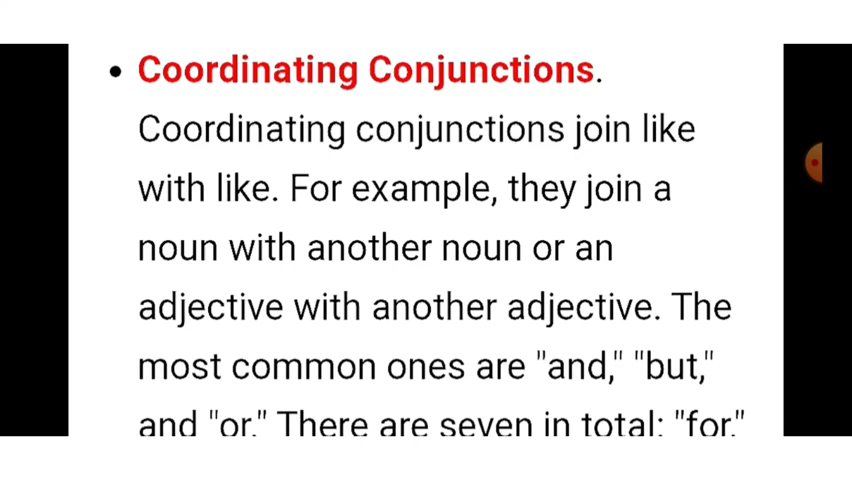 • Coordinating Conjunctions.
Coordinating conjunctions join like
with like. For example, they join a
noun with another noun or an
adjective with another adjective. The
most common ones are "and," "but,"
and "or." There are seven in total: "for,"